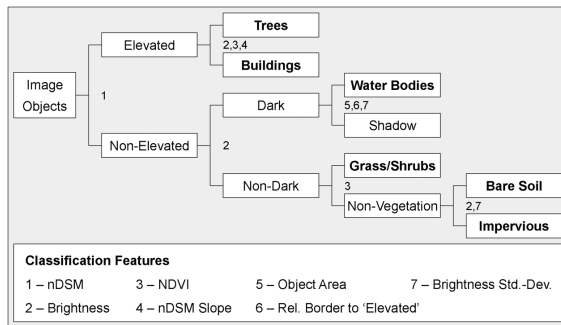 Image
Objects
1
Elevated
2,3,4
Trees
Buildings
Non-Elevated
2
Dark
5,6,7
Water Bodies
Shadow
Non-Dark
3
Grass/Shrubs
Non-Vegetation
2,7
Bare Soil
Impervious
Classification Features
1 – nDSM 3 – NDVI 5 – Object Area 7 – Brightness Std.-Dev.
2 – Brightness 4 – nDSM Slope 6 – Rel. Border to ‘Elevated’